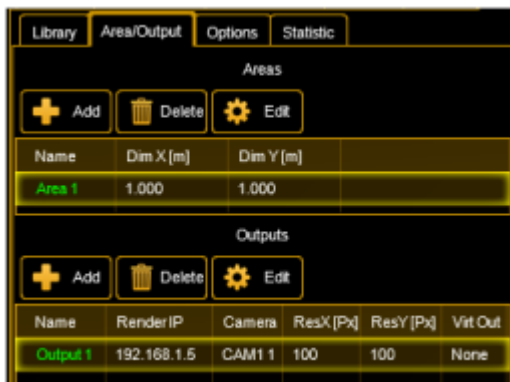 Library Area/Output Options Statistic
Areas
Add Delete Edit
Name Dim X [m] Dim Y [m]
Area 1 1.000 1.000
Outputs
Add Delete Edit
Name Render IP Camera ResX [Px] ResY [Px] Virt Out
Output 1 192.168.1.5 CAM1 1 100 100 None